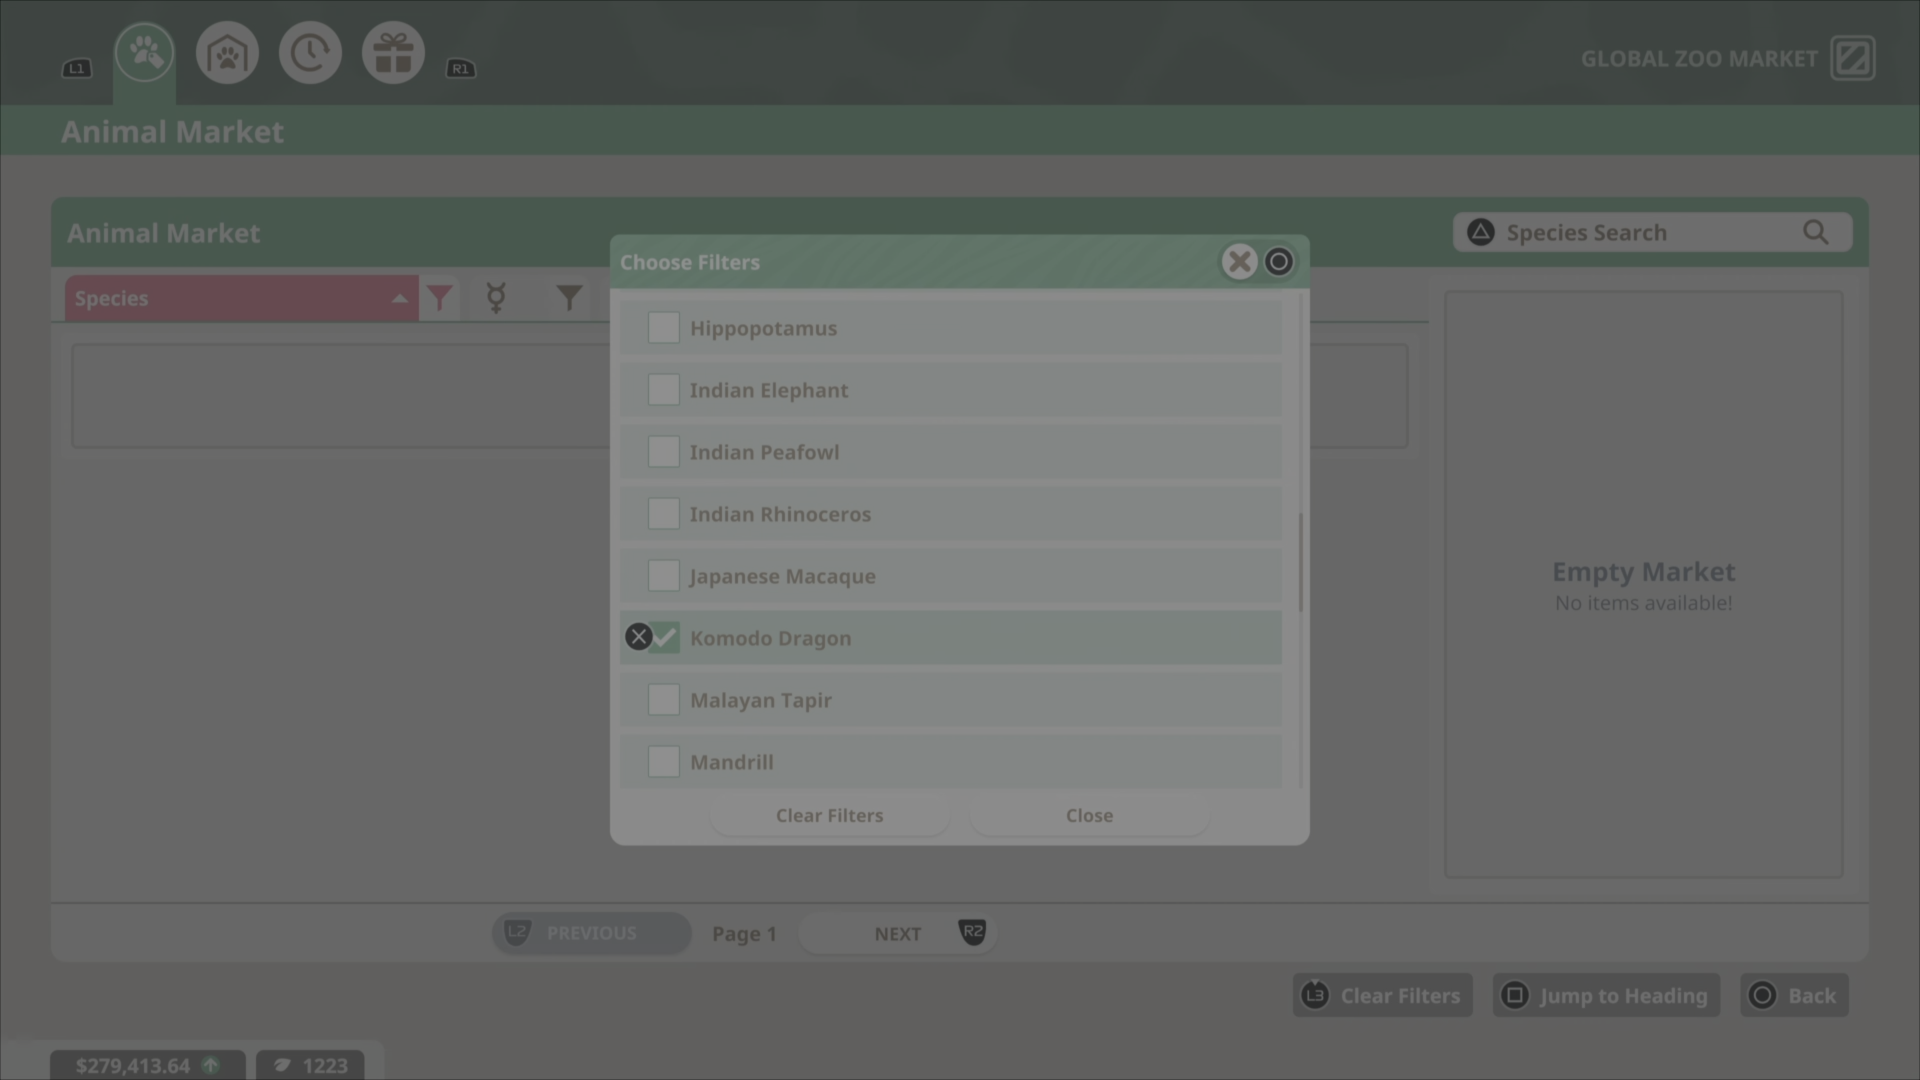 L1
R1
GLOBAL ZOO MARKET
Animal Market
Animal Market
Species Search
Species
Choose Filters
Hippopotamus
Indian Elephant
Indian Peafowl
Indian Rhinoceros
Japanese Macaque
Komodo Dragon
Malayan Tapir
Mandrill
Clear Filters
Close
Empty Market
No items available!
L2 PREVIOUS
Page 1
NEXT R2
L3 Clear Filters
Jump to Heading
Back
$279,413.64
1223